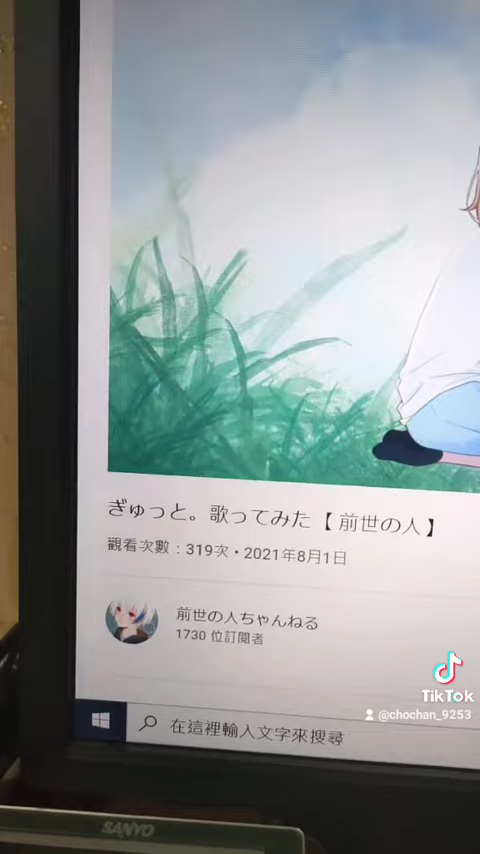 ぎゅっと。歌ってみた【前世の人】
觀看次數：319次・2021年8月1日
前世の人ちゃんねる
1730 位訂閱者
TikTok
@chochan_9253
在這裡輸入文字來搜尋
SANYO